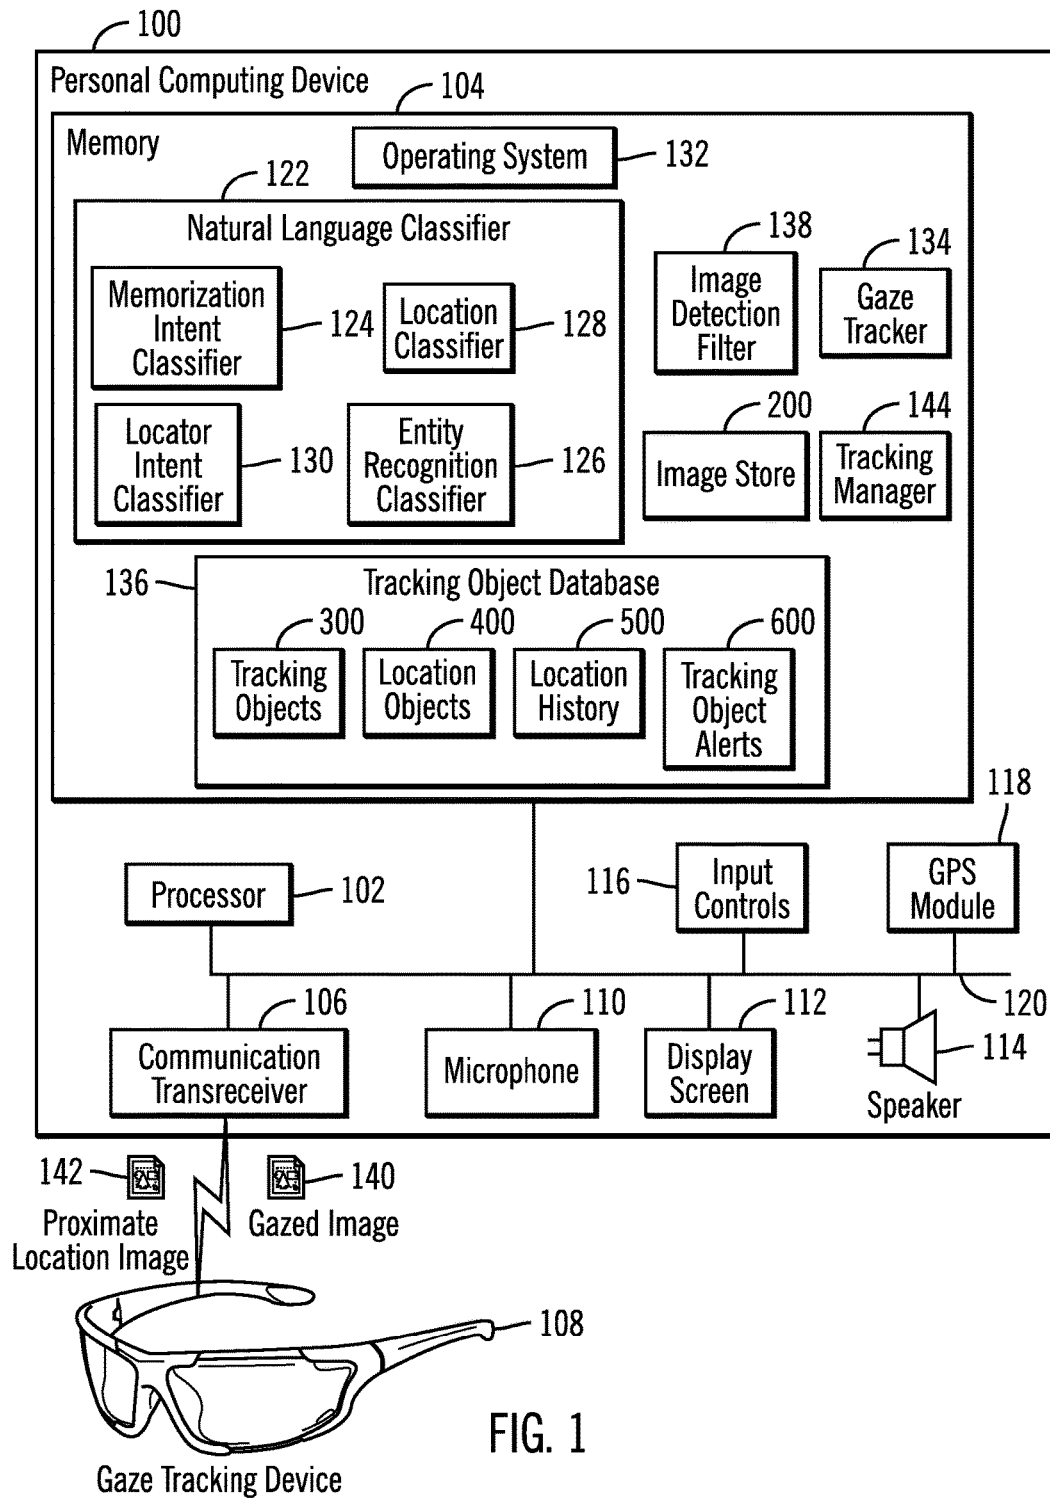 100
Personal Computing Device
104
Memory
Operating System
132
122
Natural Language Classifier
Memorization
Intent
Classifier
124
Location
Classifier
128
Locator
Intent
Classifier
130
Entity
Recognition
Classifier
126
138
Image
Detection
Filter
134
Gaze
Tracker
200
Image Store
144
Tracking
Manager
136
Tracking Object Database
300
Tracking
Objects
400
Location
Objects
500
Location
History
600
Tracking
Object
Alerts
Processor
102
116
Input
Controls
118
GPS
Module
120
106
Communication
Transreceiver
110
Microphone
112
Display
Screen
114
Speaker
142
Proximate
Location Image
140
Gazed Image
108
Gaze Tracking Device
FIG. 1